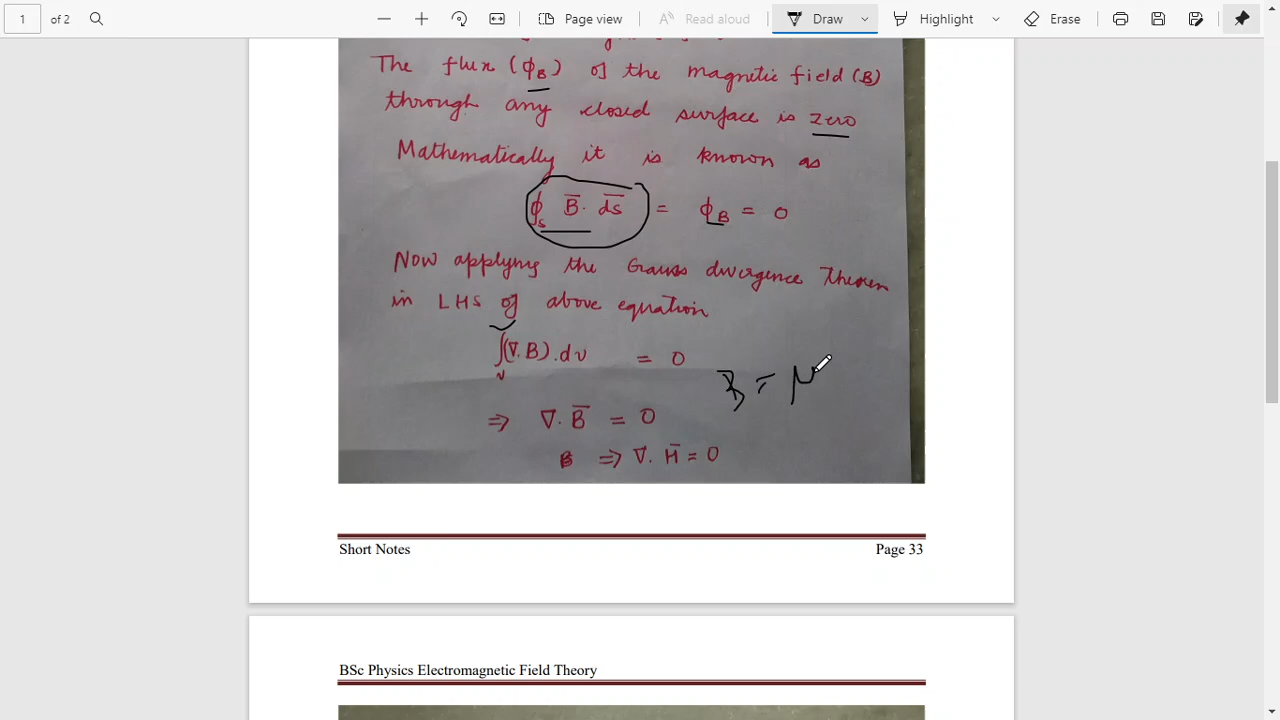 1 of 2
Page view
Read aloud
Draw
Highlight
Erase
The flux (ϕB) of the magnetic field (B)
through any closed surface is zero
Mathematically it is known as
∮s B̅. d̅s̅ = ϕB = 0
Now applying the Gauss divergence Theorem
in LHS of above equation
∫v (∇. B). dv = 0
B = μ
⇒ ∇. B̅ = 0
B ⇒ ∇. H̅ = 0
Short Notes Page 33
BSc Physics Electromagnetic Field Theory